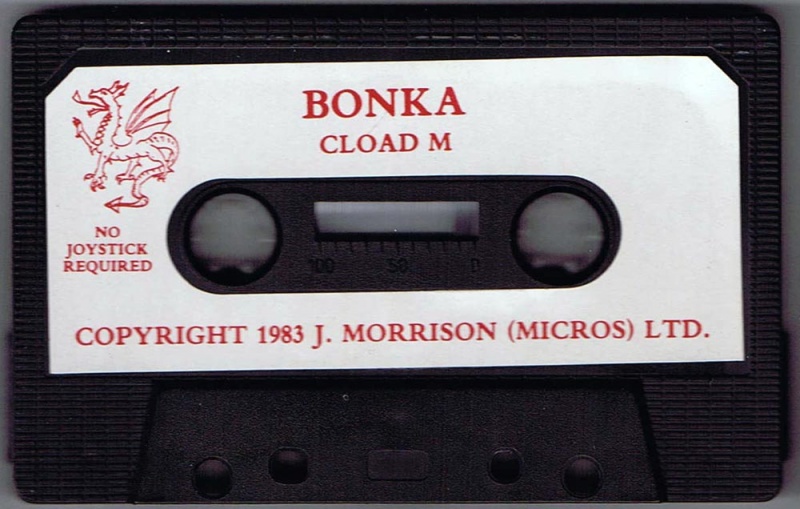 BONKA
CLOAD M
NO
JOYSTICK
REQUIRED
100 50 0
COPYRIGHT 1983 J. MORRISON (MICROS) LTD.